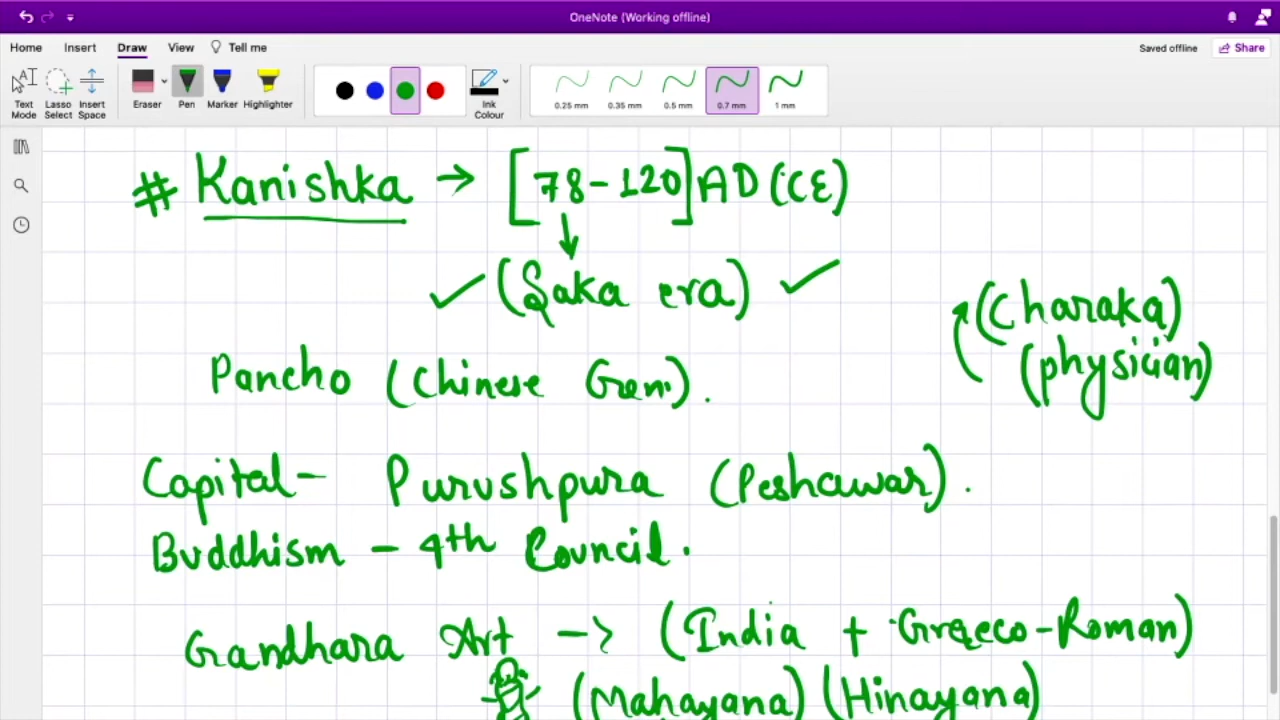 OneNote (Working offline)
Home Insert Draw View Tell me
Saved offline Share
Text Mode Lasso Select Insert Space Eraser Pen Marker Highlighter Ink Colour 0.25 mm 0.35 mm 0.5 mm 0.7 mm 1 mm
# Kanishka → [78-120] AD (CE)
✓ (Śaka era) ✓
(Charaka)
(physician)
Pancho (Chinese Gen).
Capital - Purushpura (Peshawar).
Buddhism - 4th Council.
Gandhara Art → (India + Graeco-Roman)
(Mahayana) (Hinayana)